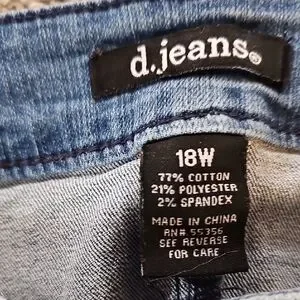 d.jeans®
18W
77% COTTON
21% POLYESTER
2% SPANDEX
MADE IN CHINA
RN# 55356
SEE REVERSE
FOR CARE